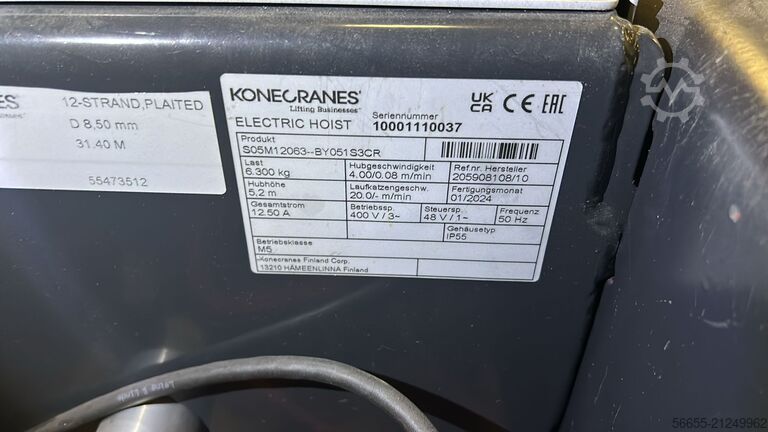 NES
12-STRAND,PLAITED
D 8,50 mm
31.40 M
55473512
KONECRANES®
Lifting Businesses™
UK CA CE EAC
ELECTRIC HOIST
Seriennummer
10001110037
Produkt
S05M12063--BY051S3CR
Last
6.300 kg
Hubgeschwindigkeit
4.00/0.08 m/min
Ref.nr. Hersteller
205908108/10
Hubhöhe
5,2 m
Laufkatzengeschw.
20.0/- m/min
Fertigungsmonat
01/2024
Gesamtstrom
12.50 A
Betriebssp.
400 V / 3~
Steuersp.
48 V / 1~
Frequenz
50 Hz
Gehäusetyp
IP55
Betriebsklasse
M5
Konecranes Finland Corp.
13210 HÄMEENLINNA Finland
56655-21249962